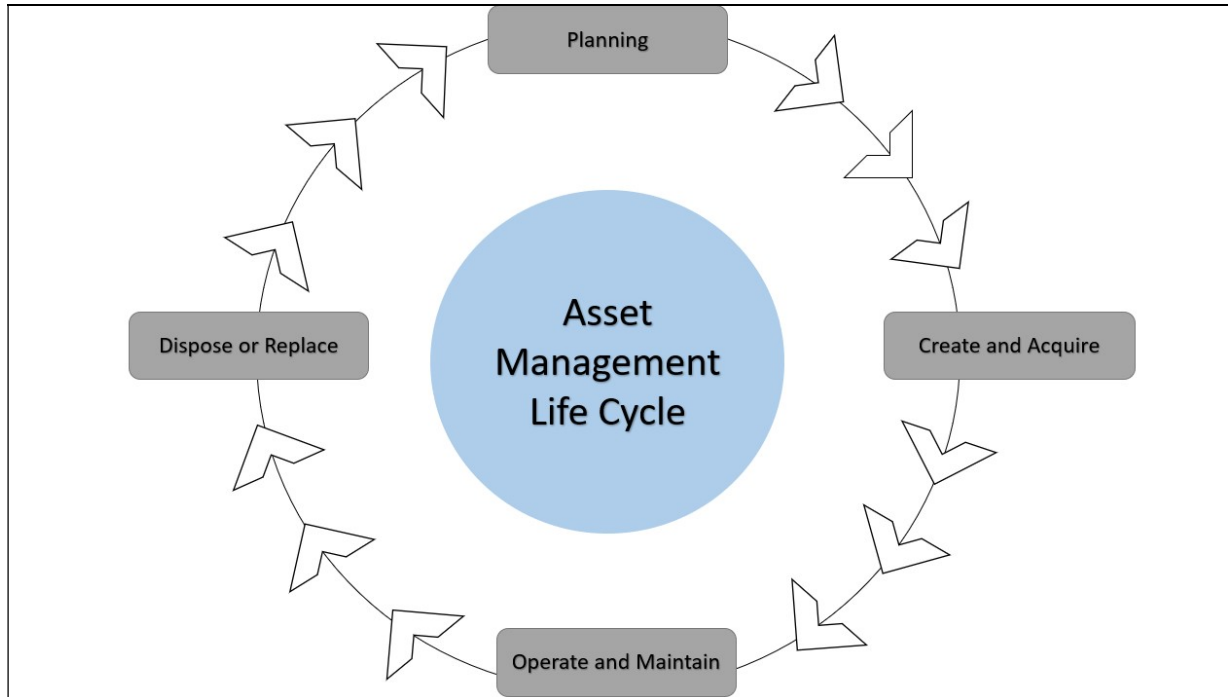 Planning
Asset
Management
Life Cycle
Dispose or Replace
Create and Acquire
Operate and Maintain